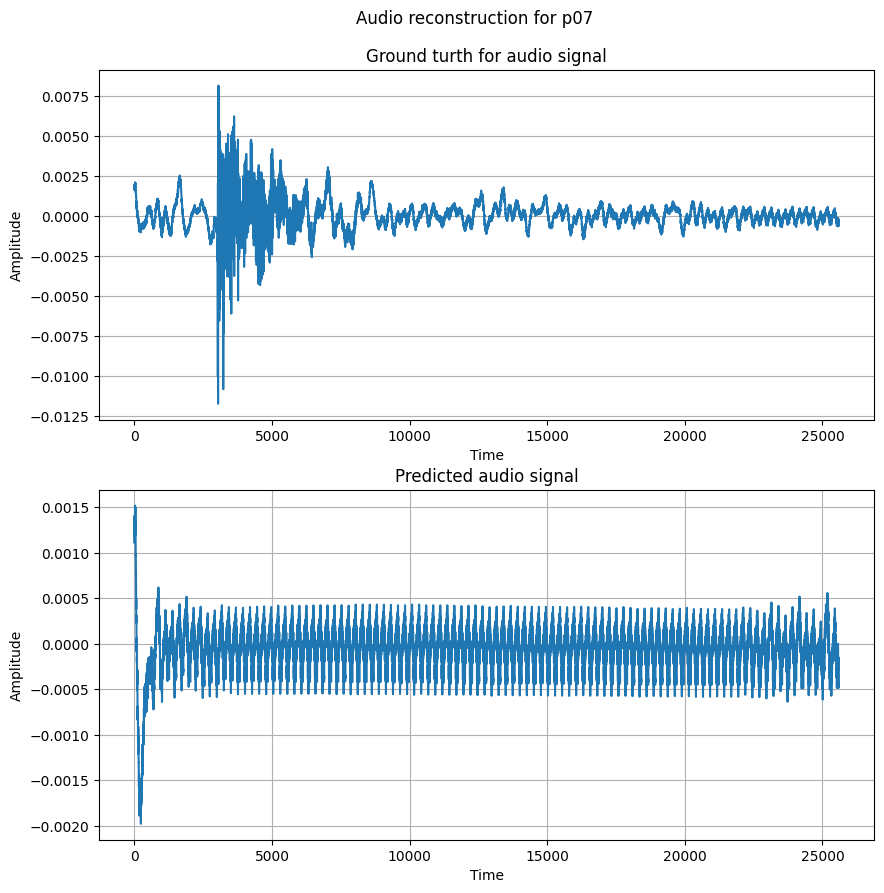 Audio reconstruction for p07
Ground turth for audio signal
0.0075
0.0050
0.0025
0.0000
−0.0025
−0.0050
−0.0075
−0.0100
−0.0125
Amplitude
0 5000 10000 15000 20000 25000
Time
Predicted audio signal
0.0015
0.0010
0.0005
0.0000
−0.0005
−0.0010
−0.0015
−0.0020
Amplitude
0 5000 10000 15000 20000 25000
Time